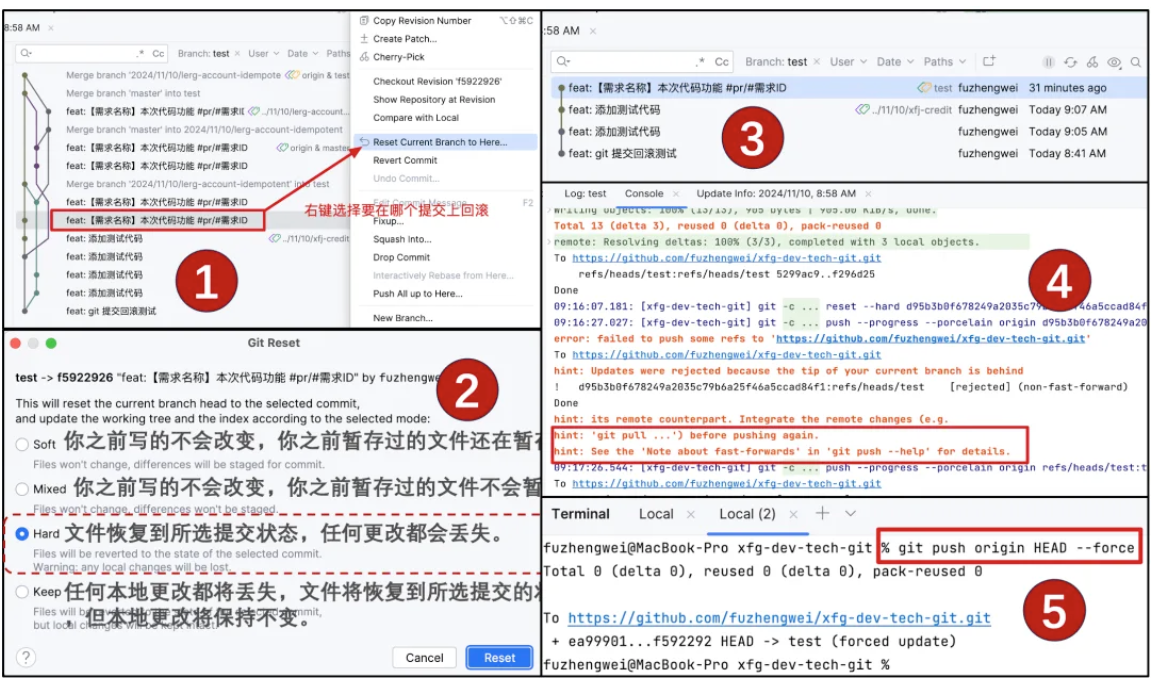 8:58 AM ×
Cc Branch: test × User Date Paths
Merge branch '2024/11/10/lerg-account-idempote origin & test
Merge branch 'master' into test
feat:【需求名称】本次代码功能 #pr/#需求ID ../11/10/lerg-account...
Merge branch 'master' into 2024/11/10/lerg-account-idempotent
feat:【需求名称】本次代码功能 #pr/#需求ID origin & master
feat:【需求名称】本次代码功能 #pr/#需求ID
Merge branch '2024/11/10/lerg-account-idempotent' into test
feat:【需求名称】本次代码功能 #pr/#需求ID
feat:【需求名称】本次代码功能 #pr/#需求ID
feat: 添加测试代码 ../11/10/xfj-credit
feat: 添加测试代码
feat: 添加测试代码
feat: 添加测试代码
feat: git 提交回滚测试
1
Copy Revision Number ⌥⇧⌘C
Create Patch...
Cherry-Pick
Checkout Revision 'f5922926'
Show Repository at Revision
Compare with Local
Reset Current Branch to Here...
Revert Commit
Undo Commit...
Edit Commit Message... F2
右键选择要在哪个提交上回滚
Fixup...
Squash Into...
Drop Commit
Interactively Rebase from Here...
Push All up to Here...
New Branch...
Git Reset
test -> f5922926 "feat:【需求名称】本次代码功能 #pr/#需求ID" by fuzhengwe
2
This will reset the current branch head to the selected commit,
and update the working tree and the index according to the selected mode:
Soft 你之前写的不会改变，你之前暂存过的文件还在暂存
Files won't change, differences will be staged for commit.
Mixed 你之前写的不会改变，你之前暂存过的文件不会暂
Files won't change, differences won't be staged.
Hard 文件恢复到所选提交状态，任何更改都会丢失。
Files will be reverted to the state of the selected commit.
Warning: any local changes will be lost.
Keep 任何本地更改都将丢失，文件将恢复到所选提交的状
，但本地更改将保持不变。
but local changes will be kept intact.
? Cancel Reset
:58 AM ×
Cc Branch: test × User Date Paths
feat:【需求名称】本次代码功能 #pr/#需求ID test fuzhengwei 31 minutes ago
feat: 添加测试代码 ../11/10/xfj-credit fuzhengwei Today 9:07 AM
feat: 添加测试代码 fuzhengwei Today 9:05 AM
feat: git 提交回滚测试 fuzhengwei Today 8:41 AM
3
Log: test Console × Update Info: 2024/11/10, 8:58 AM ×
Writing objects: 100% (13/13), 905 bytes | 905.00 KiB/s, done.
Total 13 (delta 3), reused 0 (delta 0), pack-reused 0
remote: Resolving deltas: 100% (3/3), completed with 3 local objects.
To https://github.com/fuzhengwei/xfg-dev-tech-git.git
refs/heads/test:refs/heads/test 5299ac9..f296d25
Done
09:16:07.181: [xfg-dev-tech-git] git -c ... reset --hard d95b3b0f678249a2035c79b6a25f46a5ccad84f
09:16:27.027: [xfg-dev-tech-git] git -c ... push --progress --porcelain origin d95b3b0f678249a20
error: failed to push some refs to 'https://github.com/fuzhengwei/xfg-dev-tech-git.git'
To https://github.com/fuzhengwei/xfg-dev-tech-git.git
hint: Updates were rejected because the tip of your current branch is behind
! d95b3b0f678249a2035c79b6a25f46a5ccad84f1:refs/heads/test [rejected] (non-fast-forward)
Done
hint: its remote counterpart. Integrate the remote changes (e.g.
hint: 'git pull ...') before pushing again.
hint: See the 'Note about fast-forwards' in 'git push --help' for details.
09:17:26.544: [xfg-dev-tech-git] git -c ... push --progress --porcelain origin refs/heads/test:t
To https://github.com/fuzhengwei/xfg-dev-tech-git.git
4
Terminal Local × Local (2) ×
fuzhengwei@MacBook-Pro xfg-dev-tech-git % git push origin HEAD --force
Total 0 (delta 0), reused 0 (delta 0), pack-reused 0
To https://github.com/fuzhengwei/xfg-dev-tech-git.git
+ ea99901...f592292 HEAD -> test (forced update)
fuzhengwei@MacBook-Pro xfg-dev-tech-git %
5